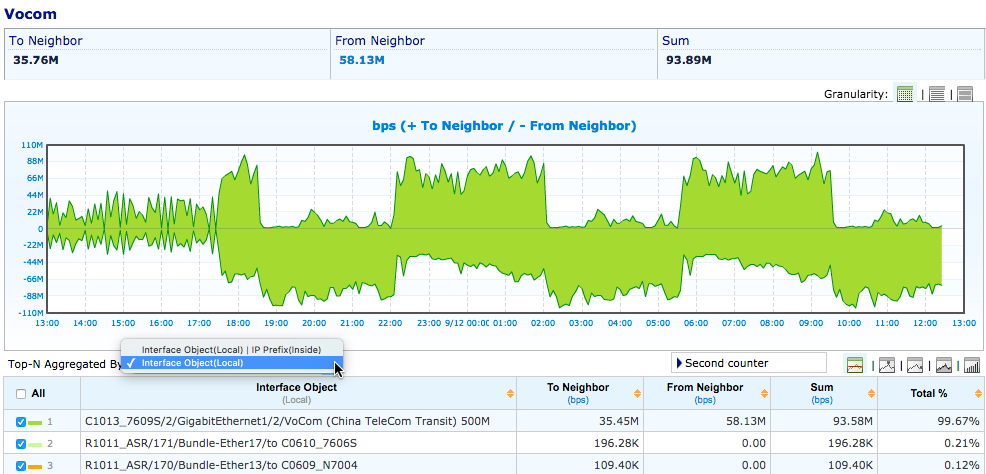 Vocom
To Neighbor From Neighbor Sum
35.76M 58.13M 93.89M
Granularity: | |
bps (+ To Neighbor / - From Neighbor)
110M
88M
66M
44M
22M
0
-22M
-44M
-66M
-88M
-110M
13:00 14:00 15:00 16:00 17:00 18:00 19:00 20:00 21:00 22:00 23:00 9/12 00:00 01:00 02:00 03:00 04:00 05:00 06:00 07:00 08:00 09:00 10:00 11:00 12:00 13:00
Interface Object(Local) | IP Prefix(Inside)
Top-N Aggregated By ✓ Interface Object(Local) Second counter | | | |
All Interface Object To Neighbor From Neighbor Sum Total %
(Local) (bps) (bps) (bps)
1 C1013_7609S/2/GigabitEthernet1/2/VoCom (China TeleCom Transit) 500M 35.45M 58.13M 93.58M 99.67%
2 R1011_ASR/171/Bundle-Ether17/to C0610_7606S 196.28K 0.00 196.28K 0.21%
3 R1011_ASR/170/Bundle-Ether13/to C0609_N7004 109.40K 0.00 109.40K 0.12%